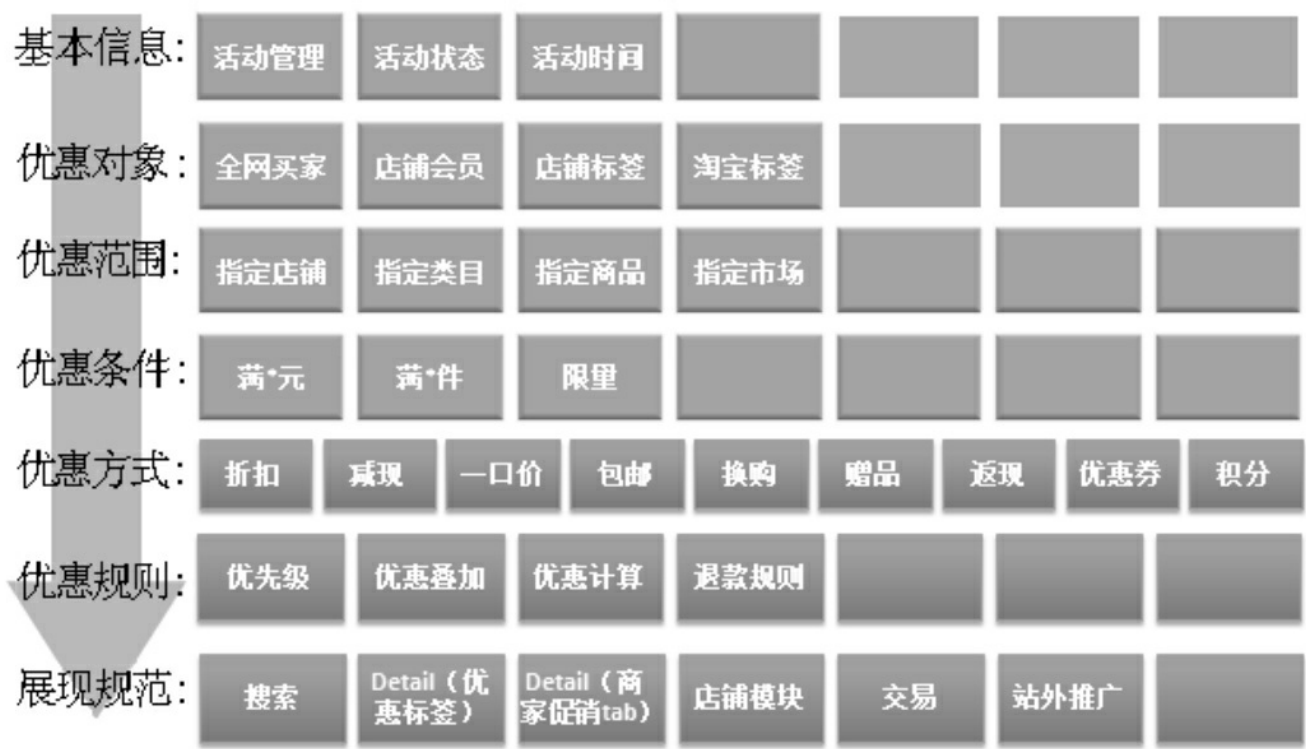 基本信息: 活动管理 活动状态 活动时间
优惠对象: 全网买家 店铺会员 店铺标签 淘宝标签
优惠范围: 指定店铺 指定类目 指定商品 指定市场
优惠条件: 满*元 满*件 限量
优惠方式: 折扣 减现 一口价 包邮 换购 赠品 返现 优惠券 积分
优惠规则: 优先级 优惠叠加 优惠计算 退款规则
展现规范: 搜索 Detail（优
惠标签） Detail（商
家促销tab） 店铺模块 交易 站外推广